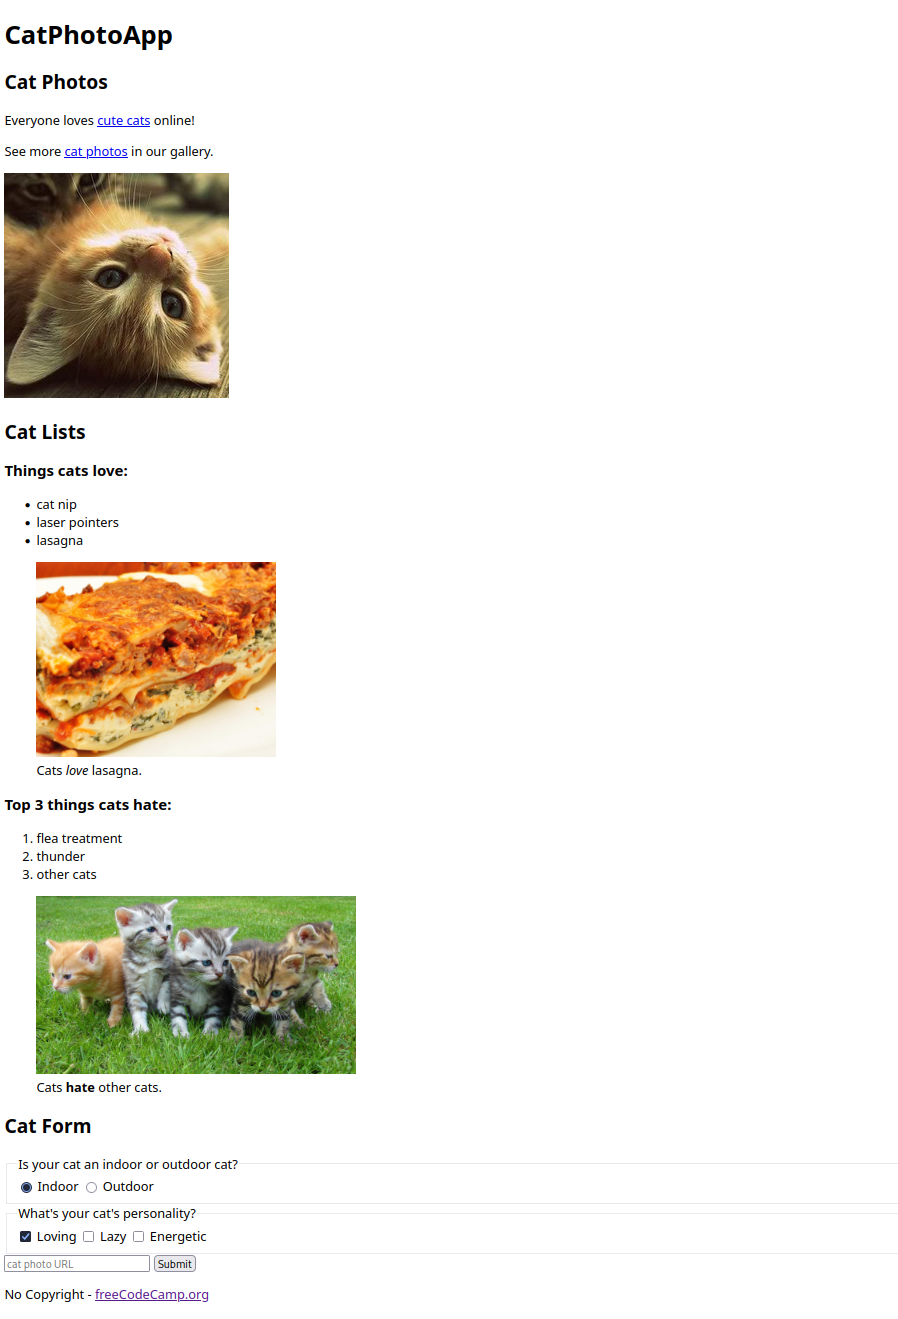 CatPhotoApp
Cat Photos
Everyone loves cute cats online!
See more cat photos in our gallery.
Cat Lists
Things cats love:
• cat nip
• laser pointers
• lasagna
Cats love lasagna.
Top 3 things cats hate:
1. flea treatment
2. thunder
3. other cats
Cats hate other cats.
Cat Form
Is your cat an indoor or outdoor cat?
Indoor Outdoor
What's your cat's personality?
Loving Lazy Energetic
cat photo URL Submit
No Copyright - freeCodeCamp.org